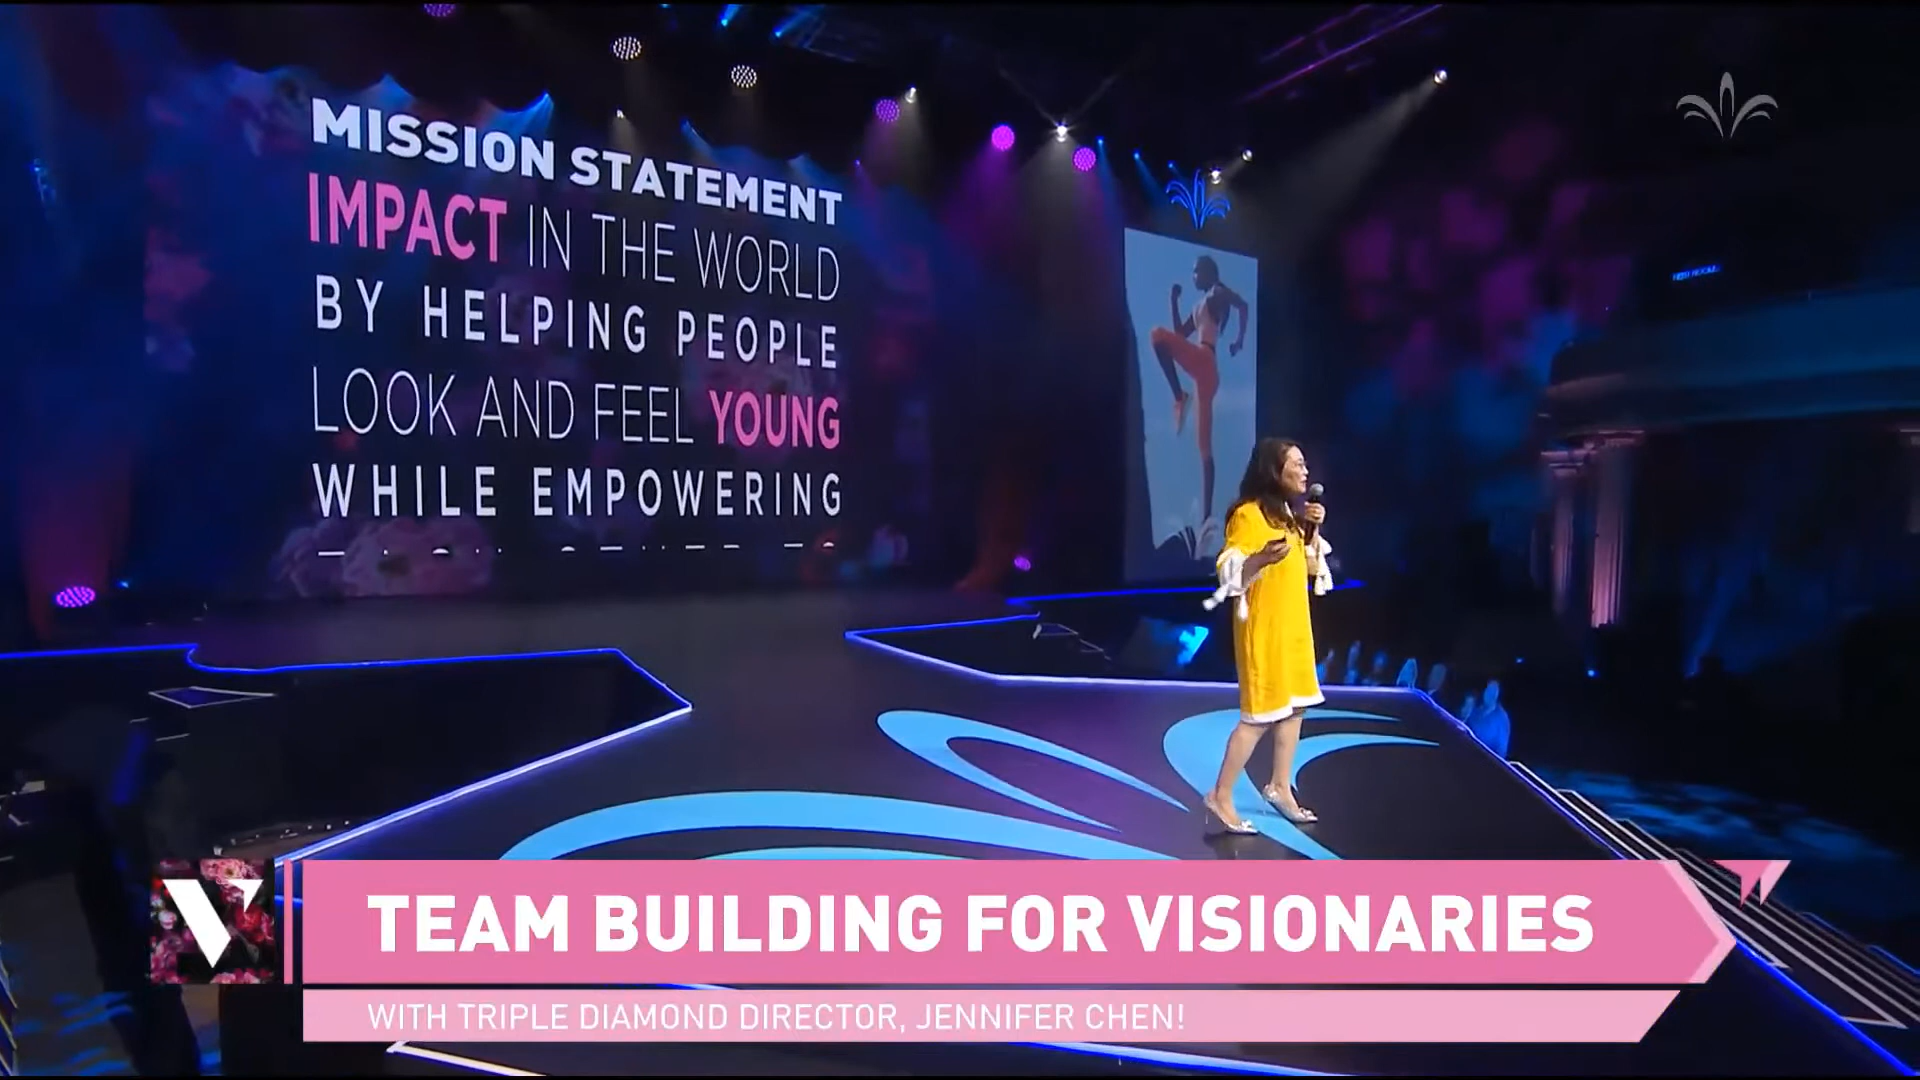 MISSION STATEMENT
IMPACT IN THE WORLD
BY HELPING PEOPLE
LOOK AND FEEL YOUNG
WHILE EMPOWERING
TEAM BUILDING FOR VISIONARIES
WITH TRIPLE DIAMOND DIRECTOR, JENNIFER CHEN!